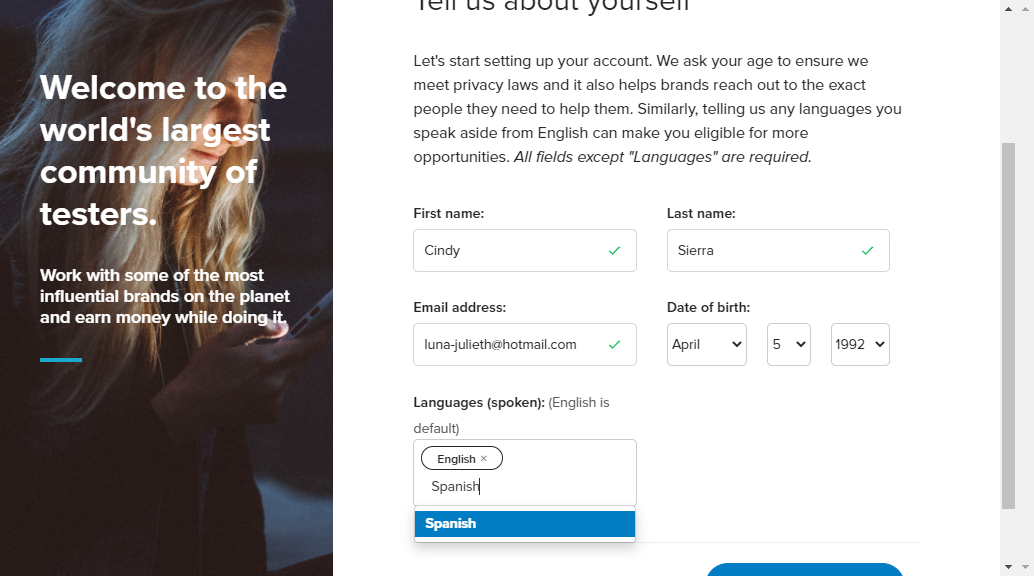 Tell us about yourself
Welcome to the
world's largest
community of
testers.
Work with some of the most
influential brands on the planet
and earn money while doing it.
Let's start setting up your account. We ask your age to ensure we
meet privacy laws and it also helps brands reach out to the exact
people they need to help them. Similarly, telling us any languages you
speak aside from English can make you eligible for more
opportunities. All fields except "Languages" are required.
First name:
Last name:
Cindy
Sierra
Email address:
Date of birth:
luna-julieth@hotmail.com
April
5
1992
Languages (spoken): (English is
default)
English ×
Spanish
Spanish